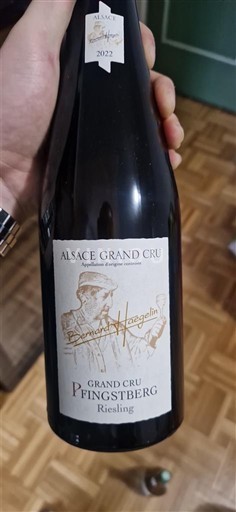 ALSACE
2022
ALSACE GRAND CRU
Appellation d'origine contrôlée
Bernard Haegelin
GRAND CRU
PFINGSTBERG
Riesling